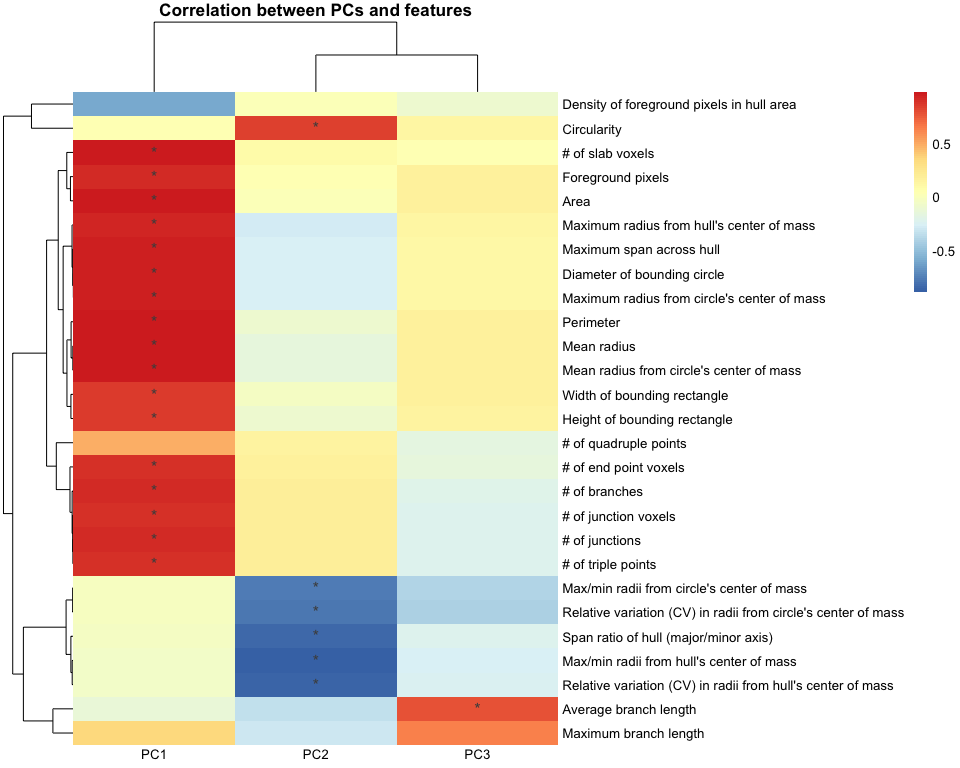 Correlation between PCs and features
Density of foreground pixels in hull area
* Circularity
* # of slab voxels
0.5
* Foreground pixels
* Area
0
* Maximum radius from hull's center of mass
* Maximum span across hull
-0.5
* Diameter of bounding circle
* Maximum radius from circle's center of mass
* Perimeter
* Mean radius
* Mean radius from circle's center of mass
* Width of bounding rectangle
* Height of bounding rectangle
# of quadruple points
* # of end point voxels
* # of branches
* # of junction voxels
* # of junctions
* # of triple points
* Max/min radii from circle's center of mass
* Relative variation (CV) in radii from circle's center of mass
* Span ratio of hull (major/minor axis)
* Max/min radii from hull's center of mass
* Relative variation (CV) in radii from hull's center of mass
* Average branch length
Maximum branch length
PC1 PC2 PC3